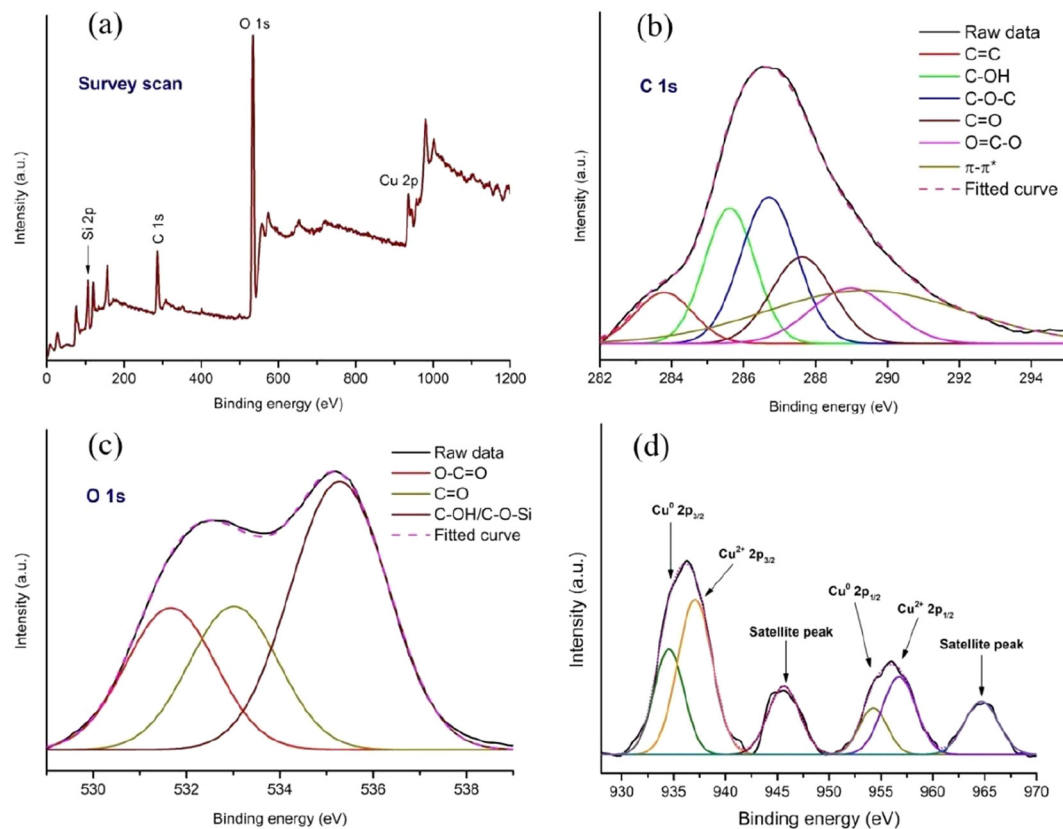 (a)
Survey scan
O 1s
Si 2p
C 1s
Cu 2p
Intensity (a.u.)
0 200 400 600 800 1000 1200
Binding energy (eV)
(b)
C 1s
Raw data
C=C
C-OH
C-O-C
C=O
O=C-O
π-π*
Fitted curve
Intensity (a.u.)
282 284 286 288 290 292 294
Binding energy (eV)
(c)
O 1s
Raw data
O-C=O
C=O
C-OH/C-O-Si
Fitted curve
Intensity (a.u.)
530 532 534 536 538
Binding energy (eV)
(d)
Cu⁰ 2p₃/₂
Cu²⁺ 2p₃/₂
Satellite peak
Cu⁰ 2p₁/₂
Cu²⁺ 2p₁/₂
Satellite peak
Intensity (a.u.)
930 935 940 945 950 955 960 965 970
Binding energy (eV)